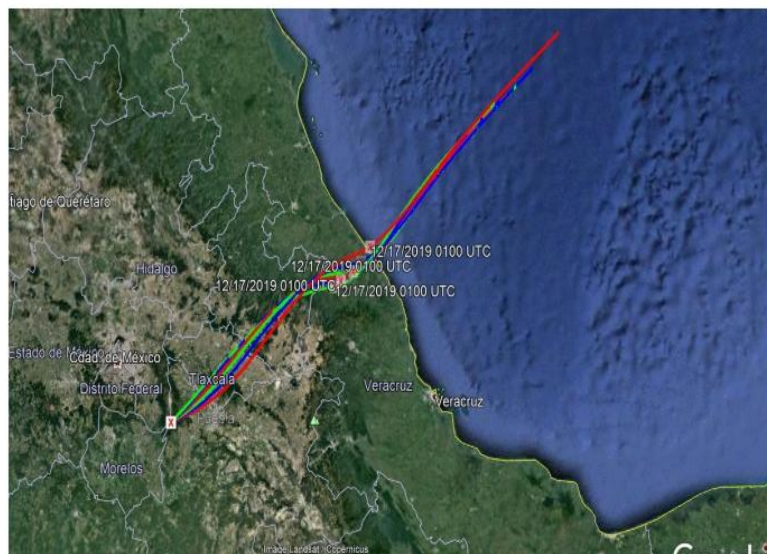 tiago de Querétaro
12/17/2019 0100 UTC
12/17/2019 0100 UTC
Hidalgo
12/17/2019 0100 UTC
12/17/2019 0100 UTC
Estado de México
Cdad. de México
Tlaxcala
Distrito Federal
Veracruz
Veracruz
Puebla
X
Morelos
Image Landsat / Copernicus